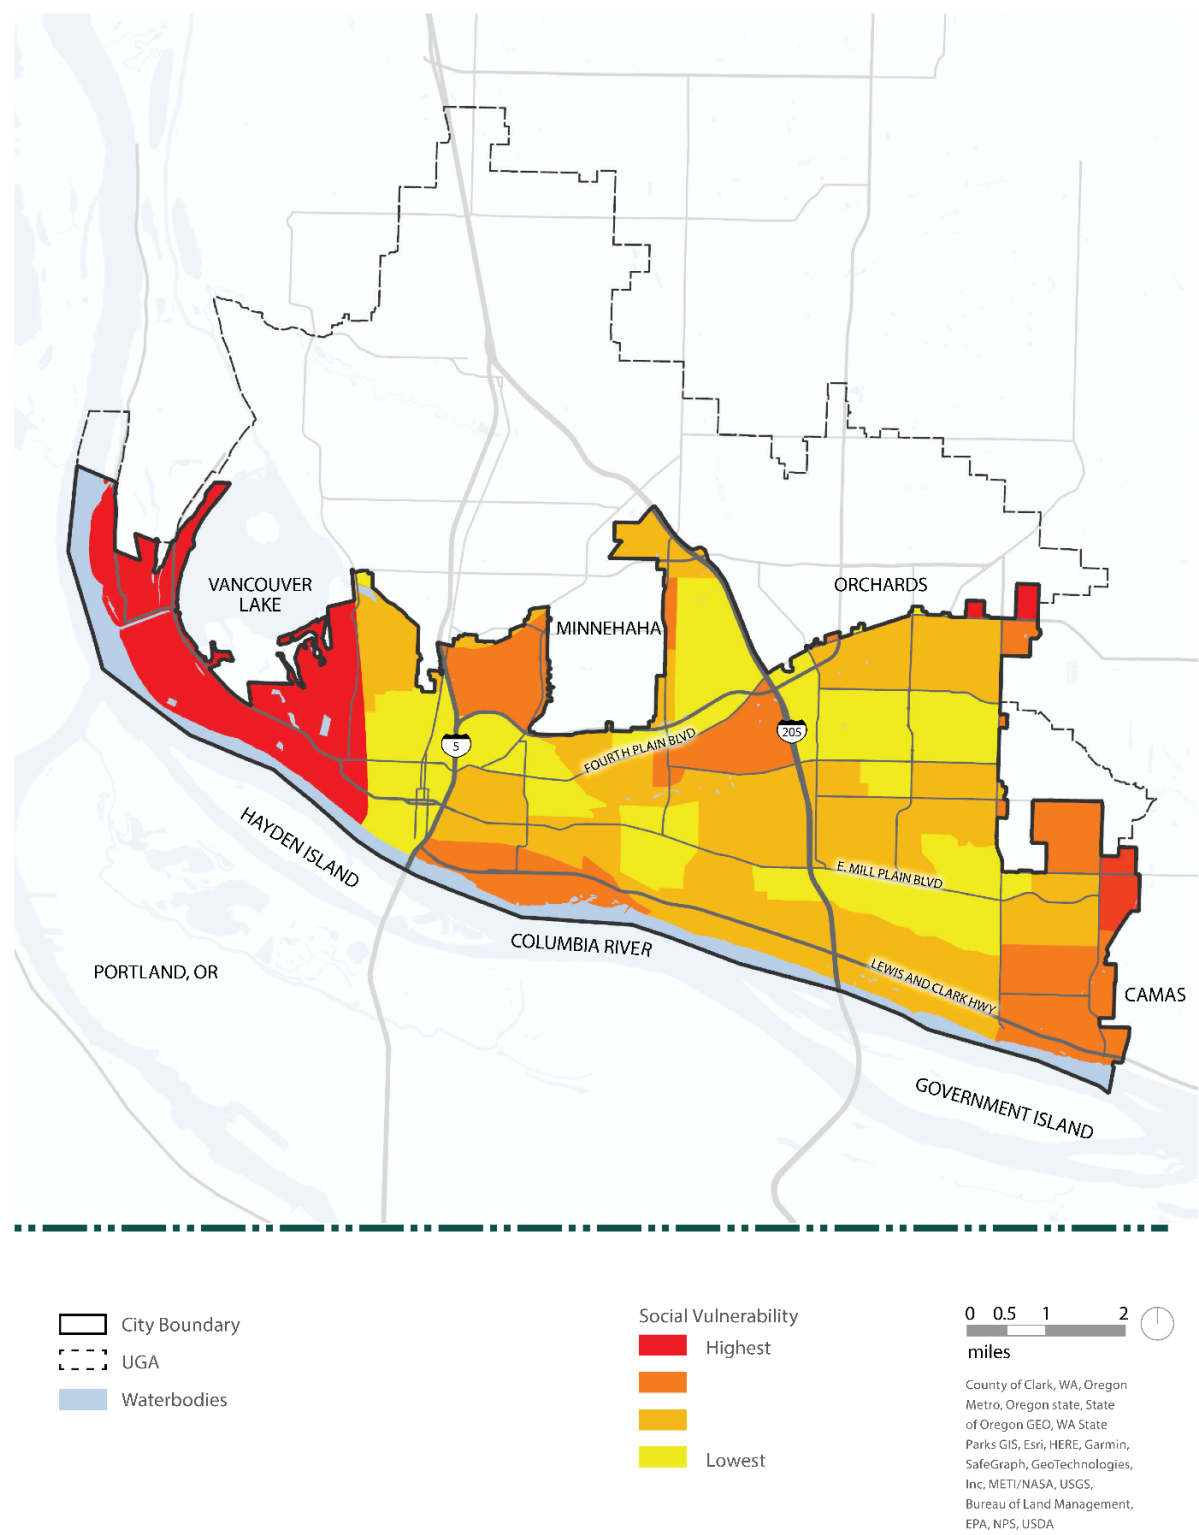 VANCOUVER
LAKE
ORCHARDS
MINNEHAHA
5
205
FOURTH PLAIN BLVD
HAYDEN ISLAND
E. MILL PLAIN BLVD
COLUMBIA RIVER
PORTLAND, OR
LEWIS AND CLARK HWY
CAMAS
GOVERNMENT ISLAND
City Boundary
UGA
Waterbodies
Social Vulnerability
Highest
Lowest
0 0.5 1 2
miles
County of Clark, WA, Oregon
Metro, Oregon state, State
of Oregon GEO, WA State
Parks GIS, Esri, HERE, Garmin,
SafeGraph, GeoTechnologies,
Inc, METI/NASA, USGS,
Bureau of Land Management,
EPA, NPS, USDA